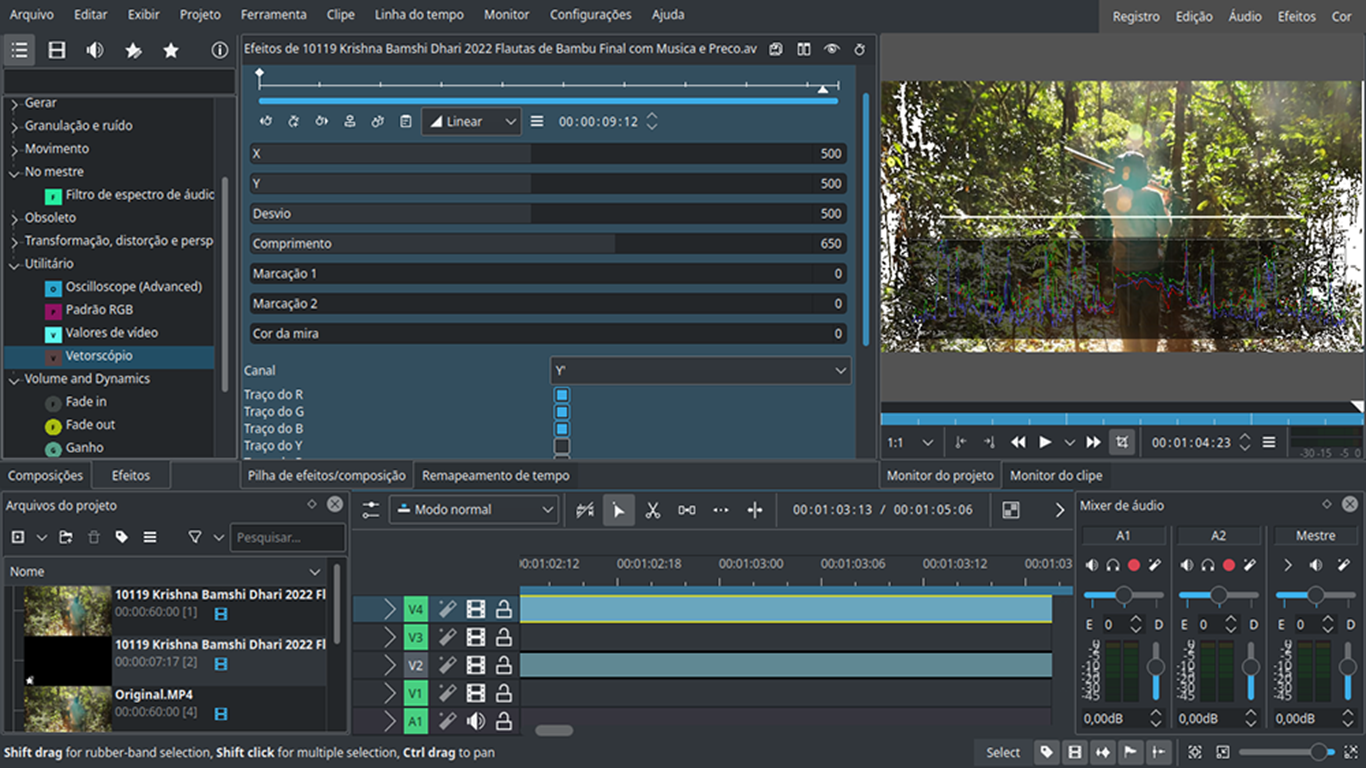 Arquivo Editar Exibir Projeto Ferramenta Clipe Linha do tempo Monitor Configurações Ajuda
Registro Edição Áudio Efeitos Cor
Gerar
Granulação e ruído
Movimento
No mestre
Filtro de espectro de áudio
Obsoleto
Transformação, distorção e persp
Utilitário
Oscilloscope (Advanced)
Padrão RGB
Valores de vídeo
Vetorscópio
Volume and Dynamics
Fade in
Fade out
Ganho
Composições Efeitos
Efeitos de 10119 Krishna Bamshi Dhari 2022 Flautas de Bambu Final com Musica e Preco.av
Linear 00:00:09:12
X 500
Y 500
Desvio 500
Comprimento 650
Marcação 1 0
Marcação 2 0
Cor da mira 0
Canal Y'
Traço do R
Traço do G
Traço do B
Traço do Y
Pilha de efeitos/composição Remapeamento de tempo
1:1 00:01:04:23
-30 -15 -5 0
Monitor do projeto Monitor do clipe
Arquivos do projeto
Pesquisar...
Nome
10119 Krishna Bamshi Dhari 2022 Fl
00:00:60:00 [1]
10119 Krishna Bamshi Dhari 2022 Fl
00:00:07:17 [2]
Original.MP4
00:00:60:00 [4]
Modo normal 00:01:03:13 / 00:01:05:06
00:01:02:12 00:01:02:18 00:01:03:00 00:01:03:06 00:01:03:12 00:01:03
V4
V3
V2
V1
A1
Mixer de áudio
A1 A2 Mestre
E 0 D E 0 D E 0 D
0,00dB 0,00dB 0,00dB
Shift drag for rubber-band selection, Shift click for multiple selection, Ctrl drag to pan
Select